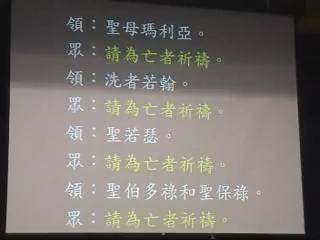 領：聖母瑪利亞。
眾：請為亡者祈禱。
領：洗者若翰。
眾：請為亡者祈禱。
領：聖若瑟。
眾：請為亡者祈禱。
領：聖伯多祿和聖保祿。
眾：請為亡者祈禱。